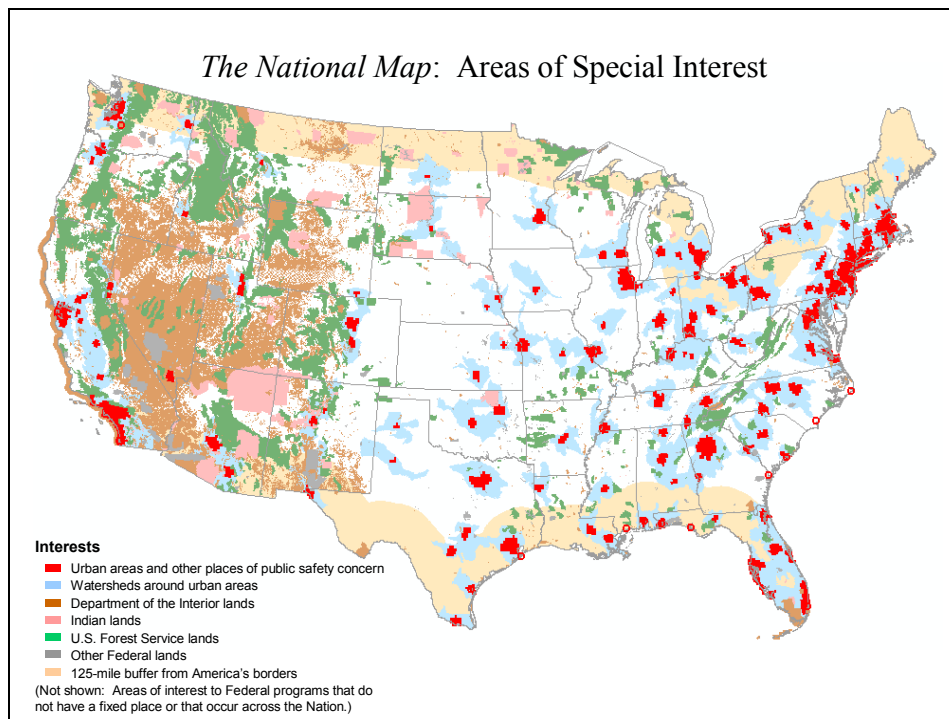 The National Map: Areas of Special Interest
Interests
Urban areas and other places of public safety concern
Watersheds around urban areas
Department of the Interior lands
Indian lands
U.S. Forest Service lands
Other Federal lands
125-mile buffer from America's borders
(Not shown: Areas of interest to Federal programs that do
not have a fixed place or that occur across the Nation.)